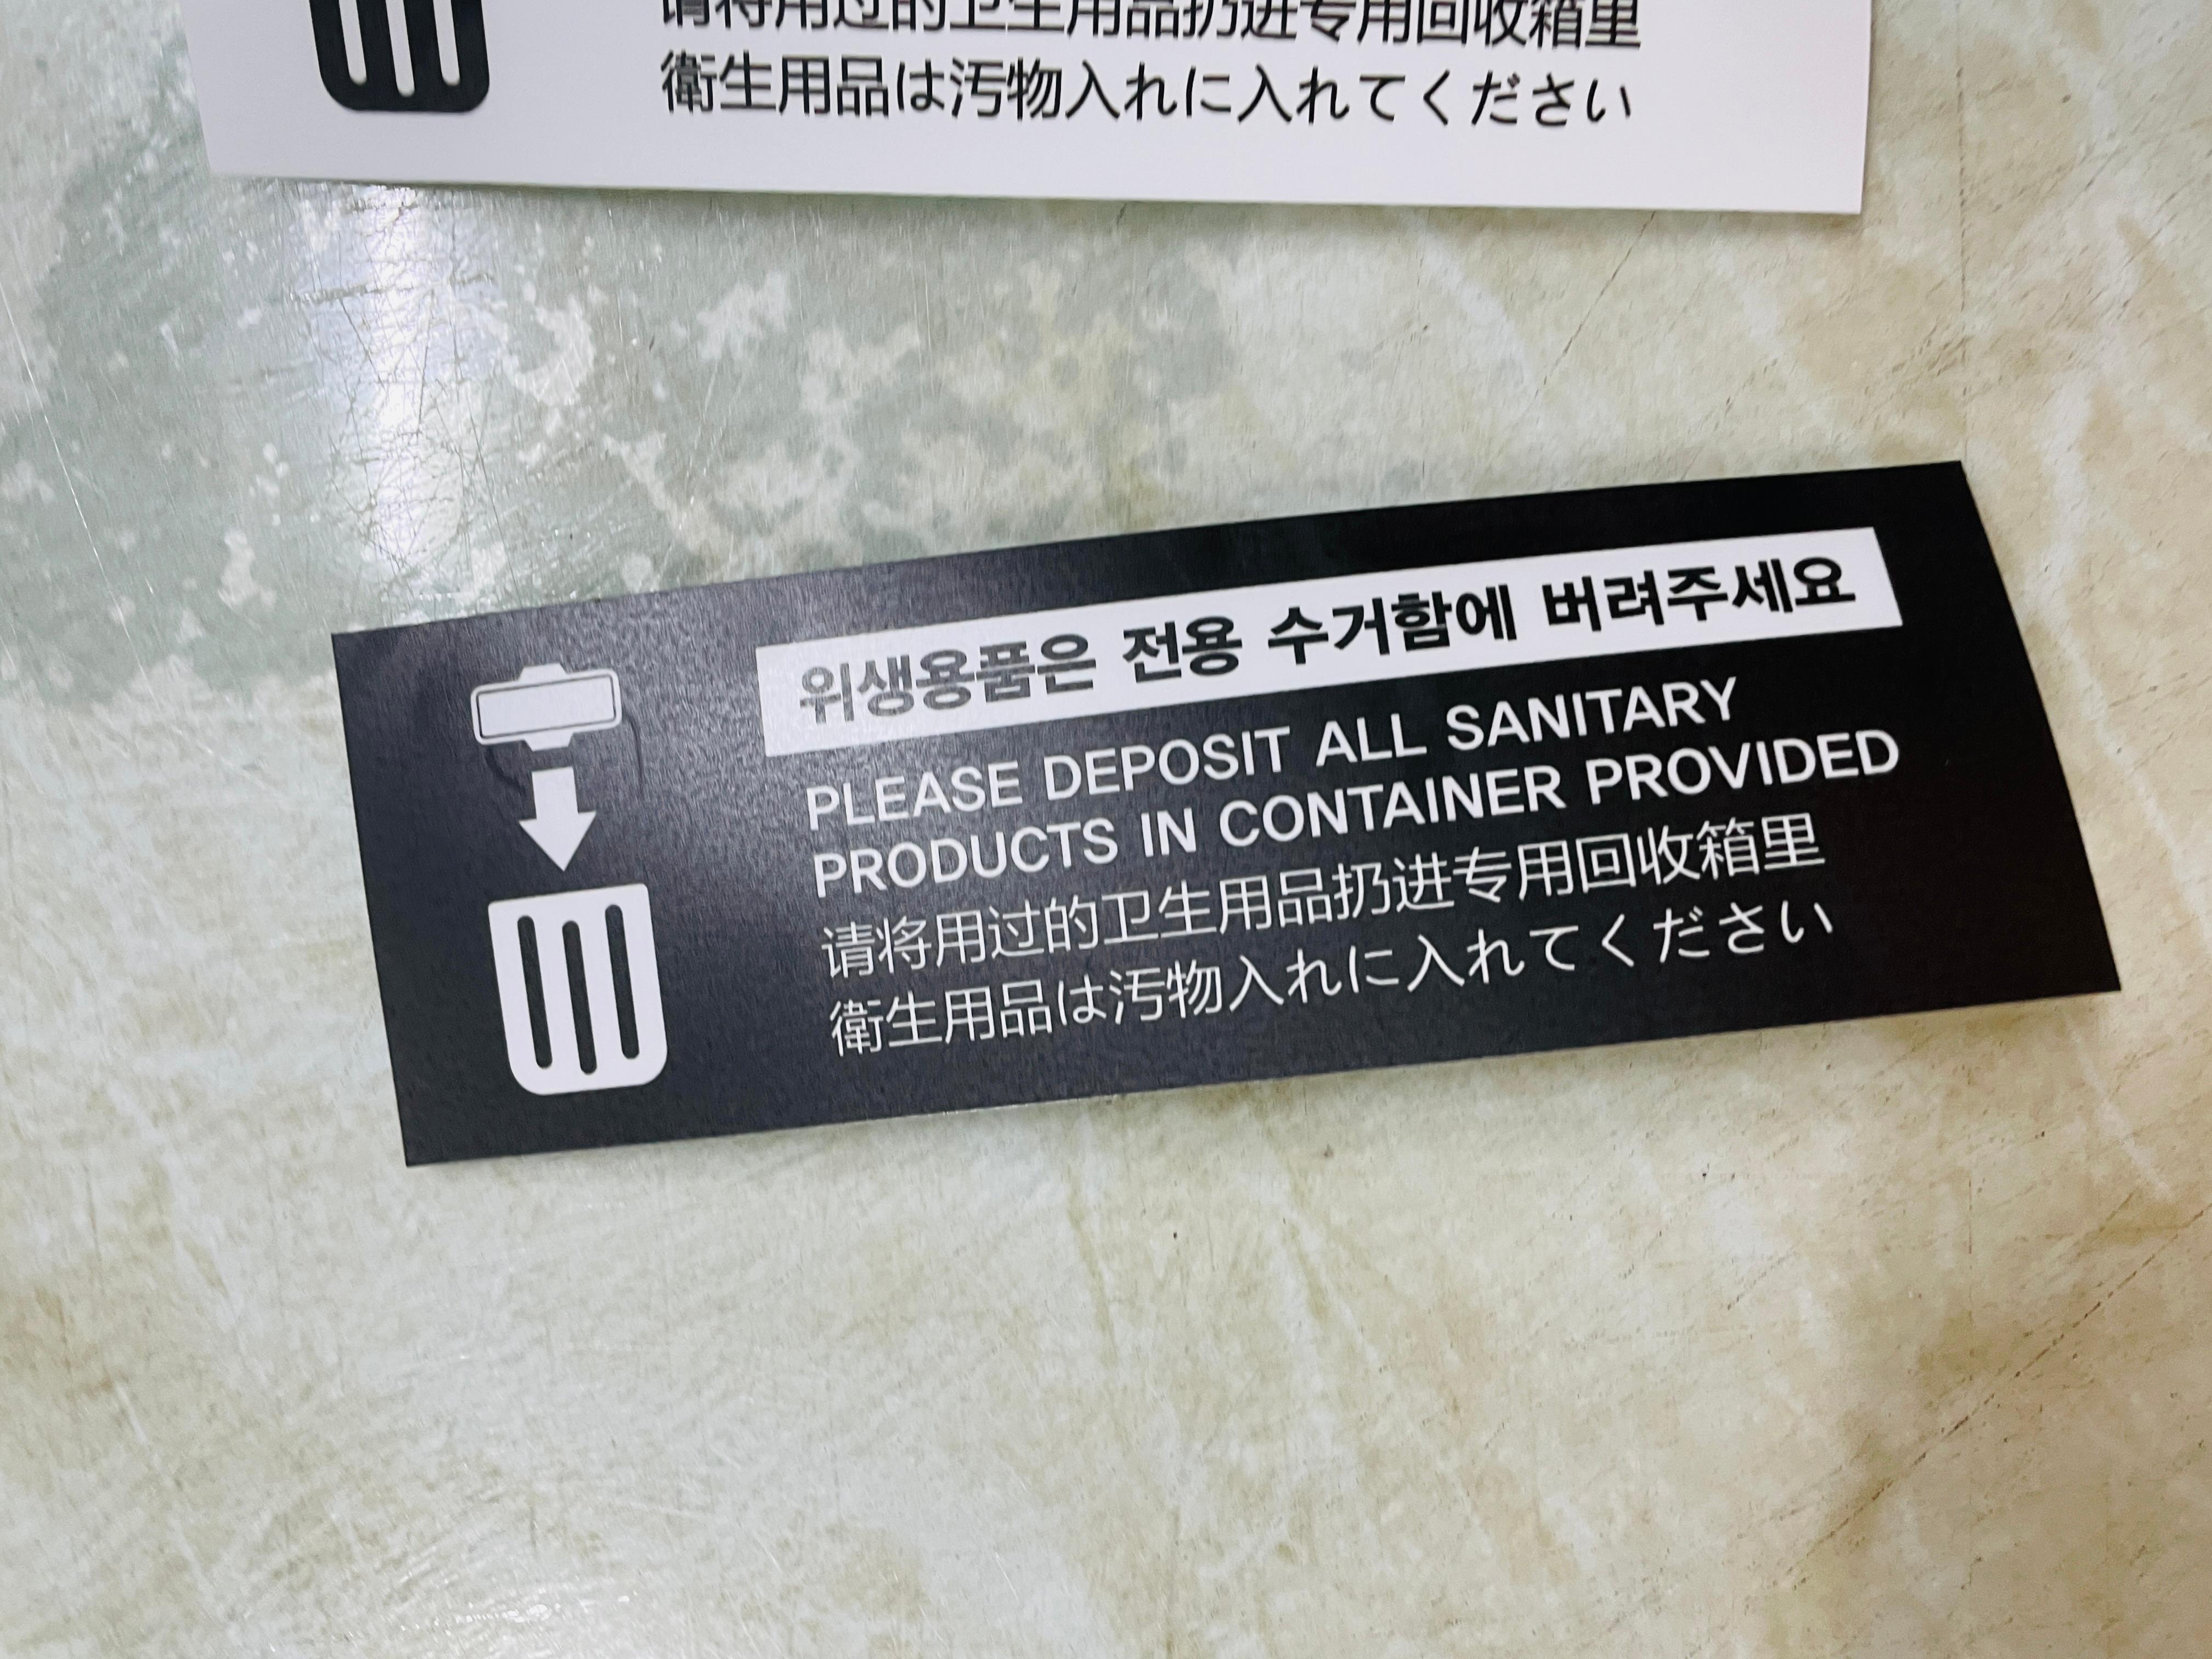 请将用过的卫生用品扔进专用回收箱里
衛生用品は汚物入れに入れてください
위생용품은 전용 수거함에 버려주세요
PLEASE DEPOSIT ALL SANITARY
PRODUCTS IN CONTAINER PROVIDED
请将用过的卫生用品扔进专用回收箱里
衛生用品は汚物入れに入れてください